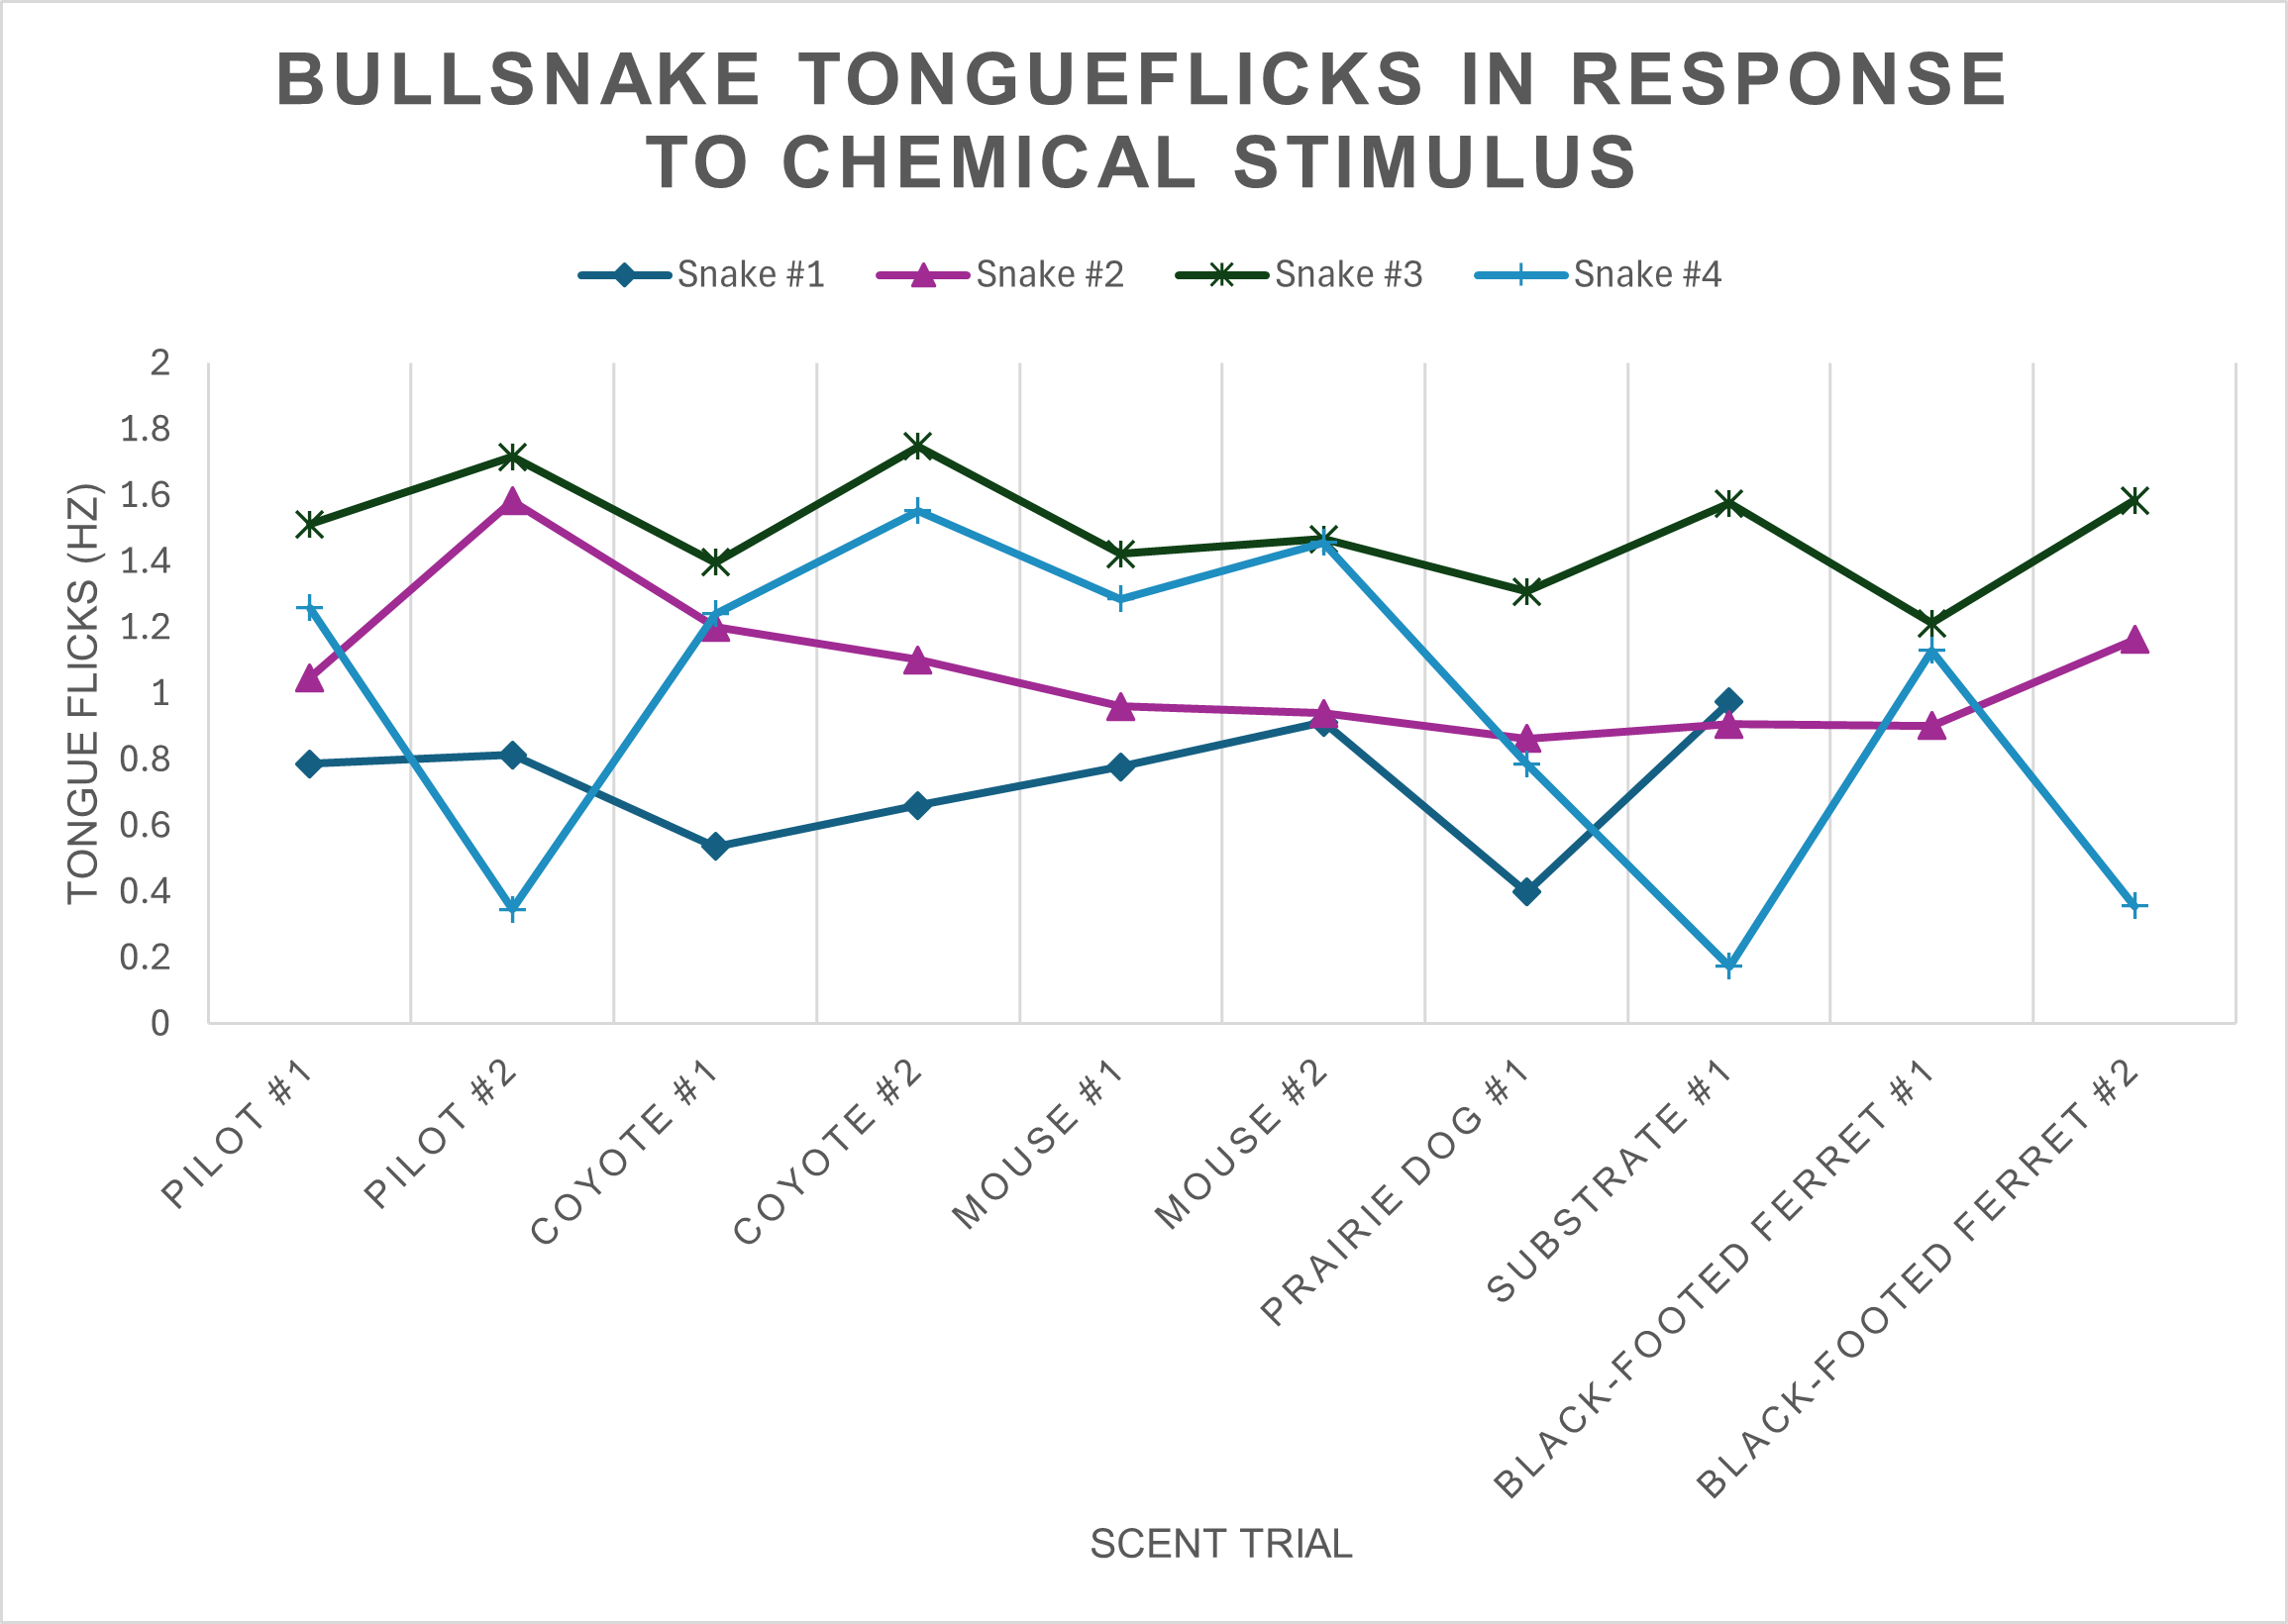 BULLSNAKE TONGUEFLICKS IN RESPONSE
TO CHEMICAL STIMULUS
Snake #1 Snake #2 Snake #3 Snake #4
TONGUE FLICKS (HZ)
2
1.8
1.6
1.4
1.2
1
0.8
0.6
0.4
0.2
0
PILOT #1
PILOT #2
COYOTE #1
COYOTE #2
MOUSE #1
MOUSE #2
PRAIRIE DOG #1
SUBSTRATE #1
BLACK-FOOTED FERRET #1
BLACK-FOOTED FERRET #2
SCENT TRIAL